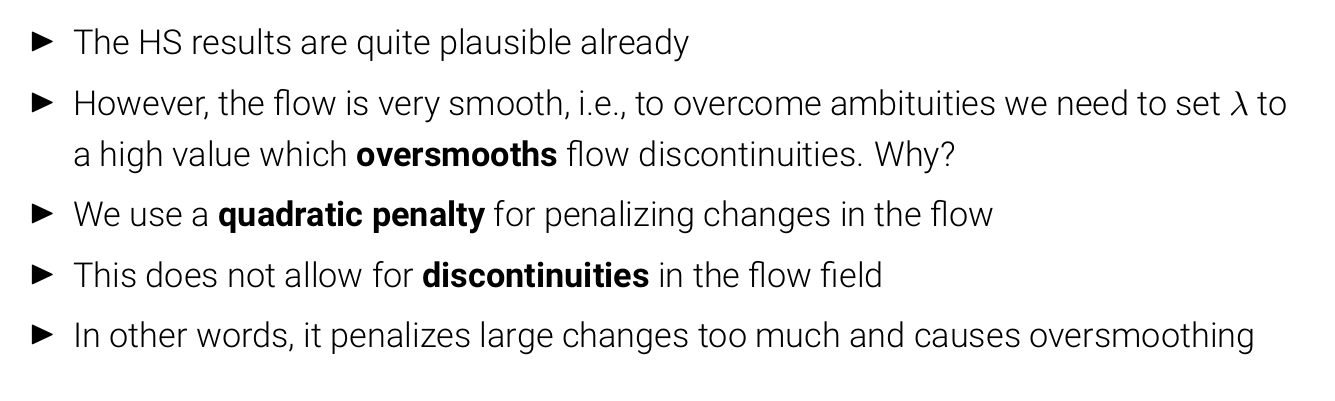 ► The HS results are quite plausible already
► However, the flow is very smooth, i.e., to overcome ambituities we need to set λ to
a high value which oversmooths flow discontinuities. Why?
► We use a quadratic penalty for penalizing changes in the flow
► This does not allow for discontinuities in the flow field
► In other words, it penalizes large changes too much and causes oversmoothing